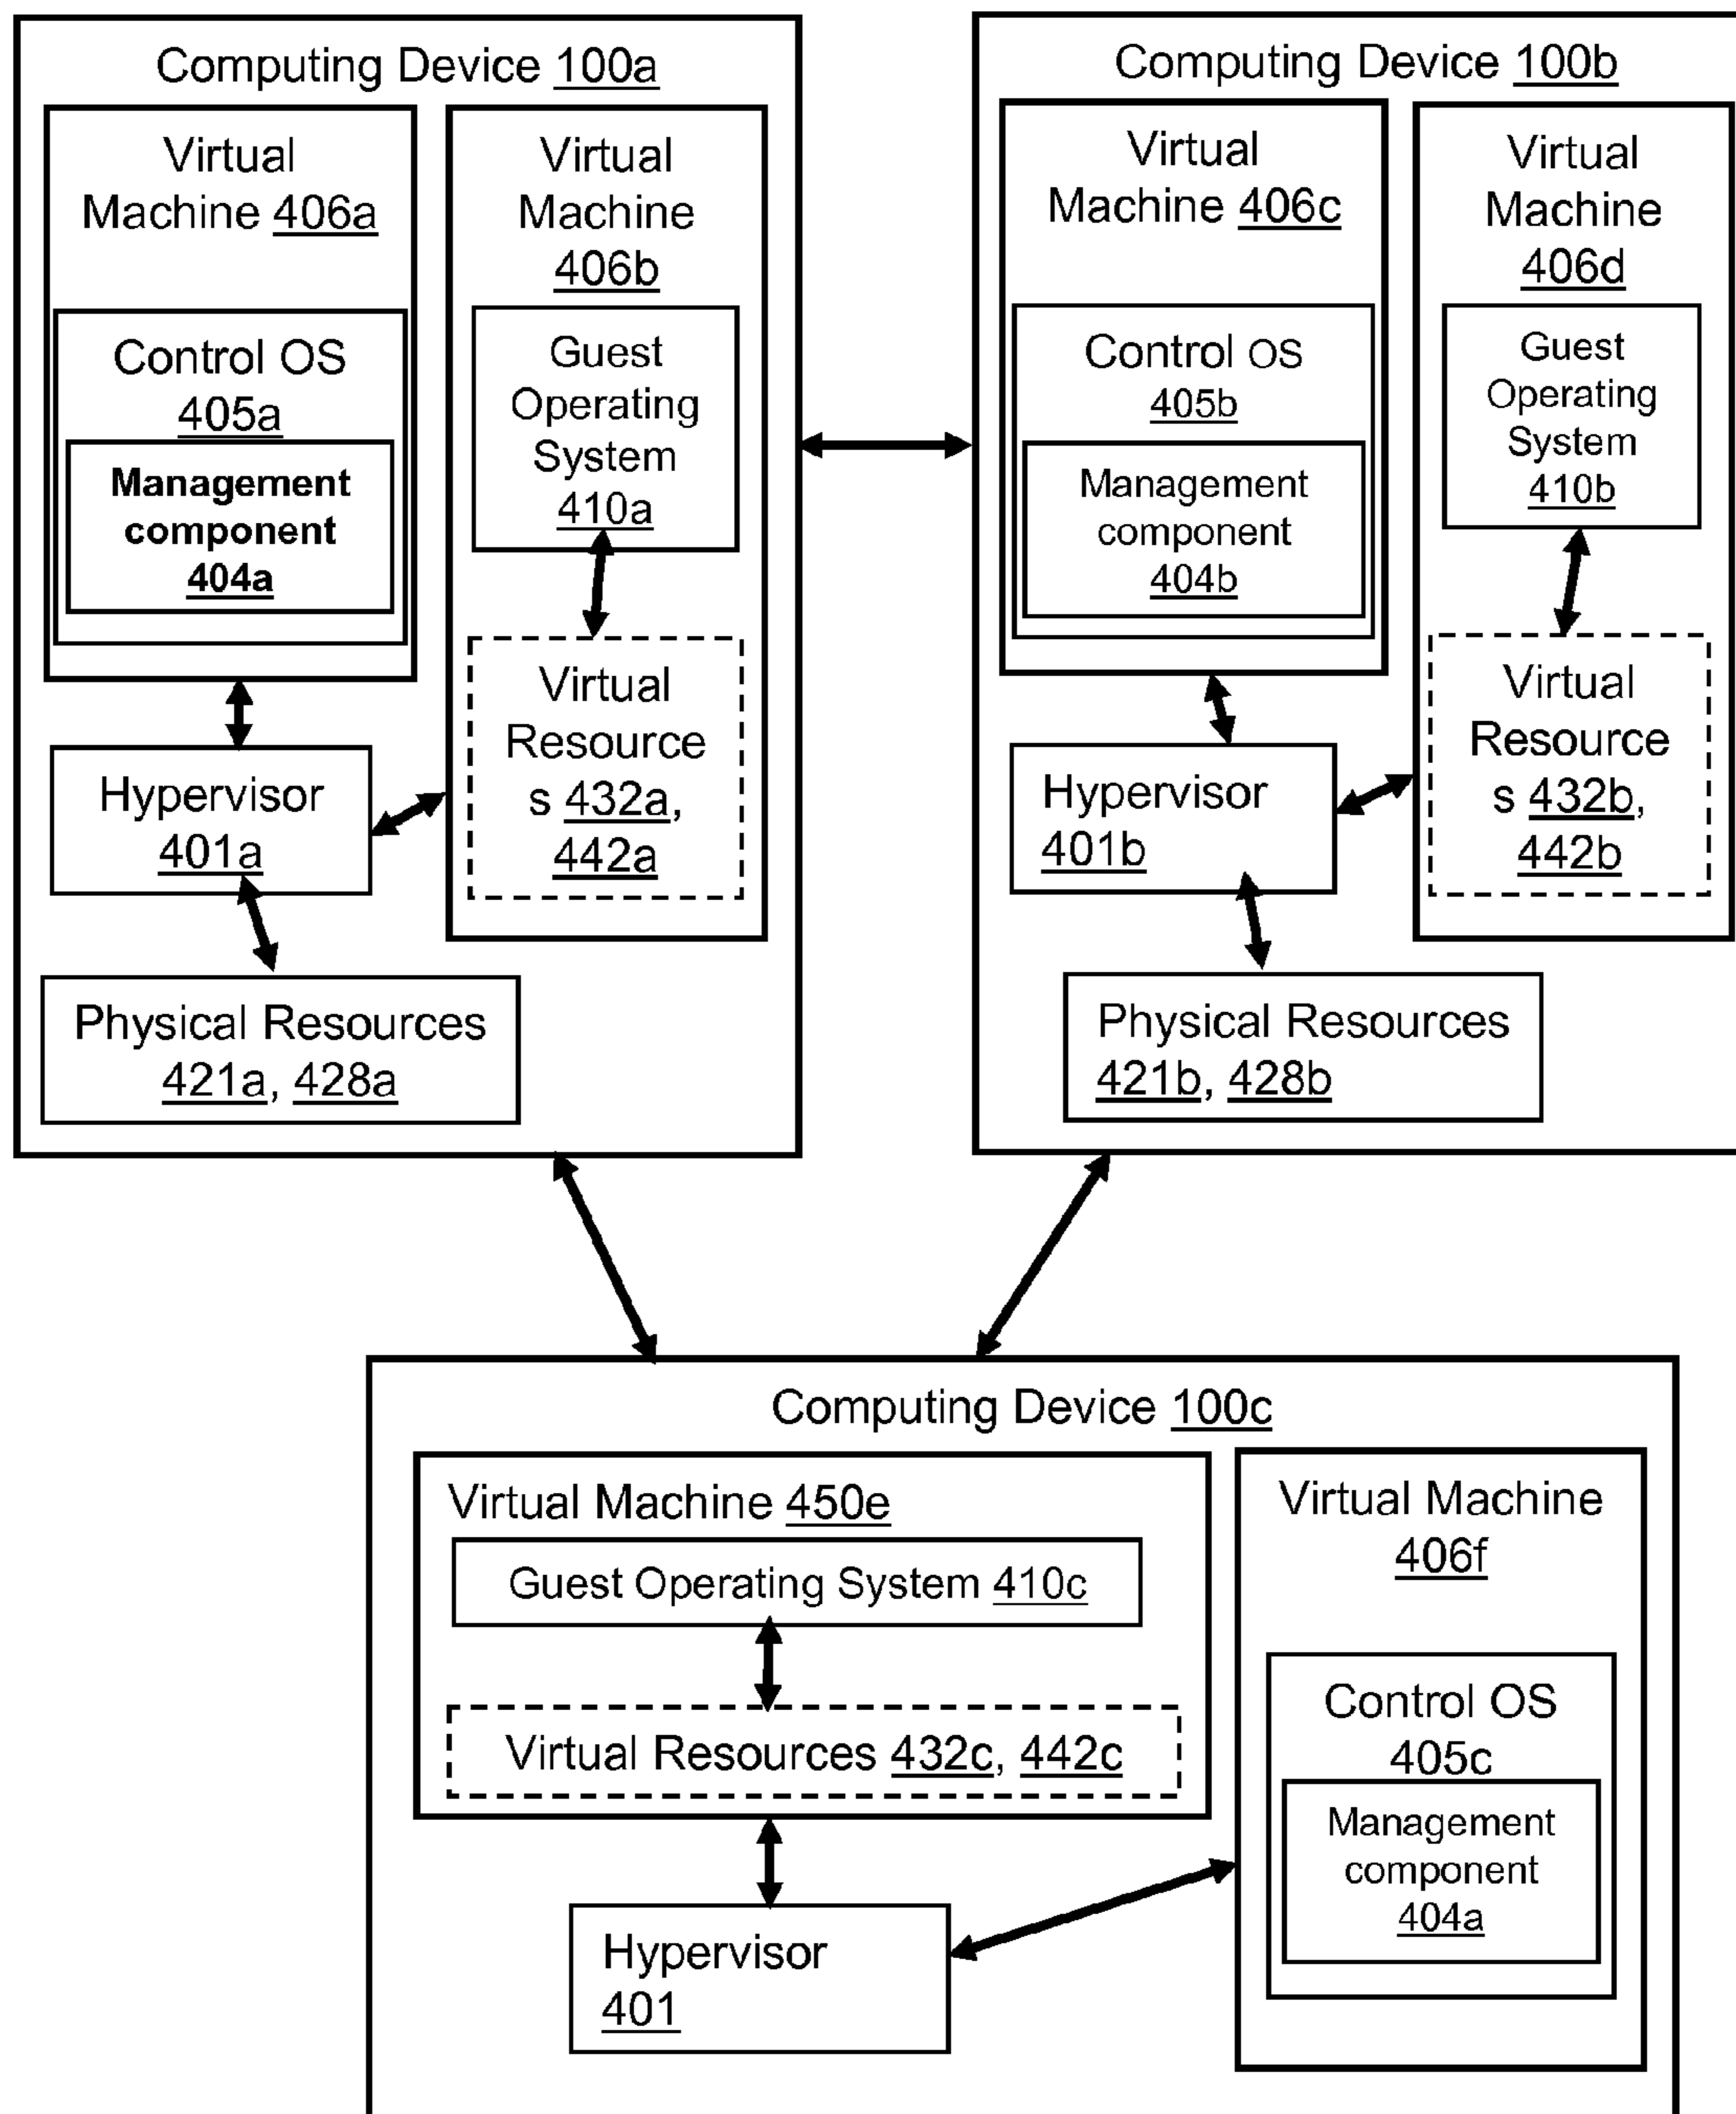 Computing Device 100a
Virtual
Machine 406a
Control OS
405a
Management
component
404a
Virtual
Machine
406b
Guest
Operating
System
410a
Virtual
Resource
s 432a,
442a
Hypervisor
401a
Physical Resources
421a, 428a
Computing Device 100b
Virtual
Machine 406c
Control OS
405b
Management
component
404b
Virtual
Machine
406d
Guest
Operating
System
410b
Virtual
Resource
s 432b,
442b
Hypervisor
401b
Physical Resources
421b, 428b
Computing Device 100c
Virtual Machine 450e
Guest Operating System 410c
Virtual Resources 432c, 442c
Virtual Machine
406f
Control OS
405c
Management
component
404a
Hypervisor
401